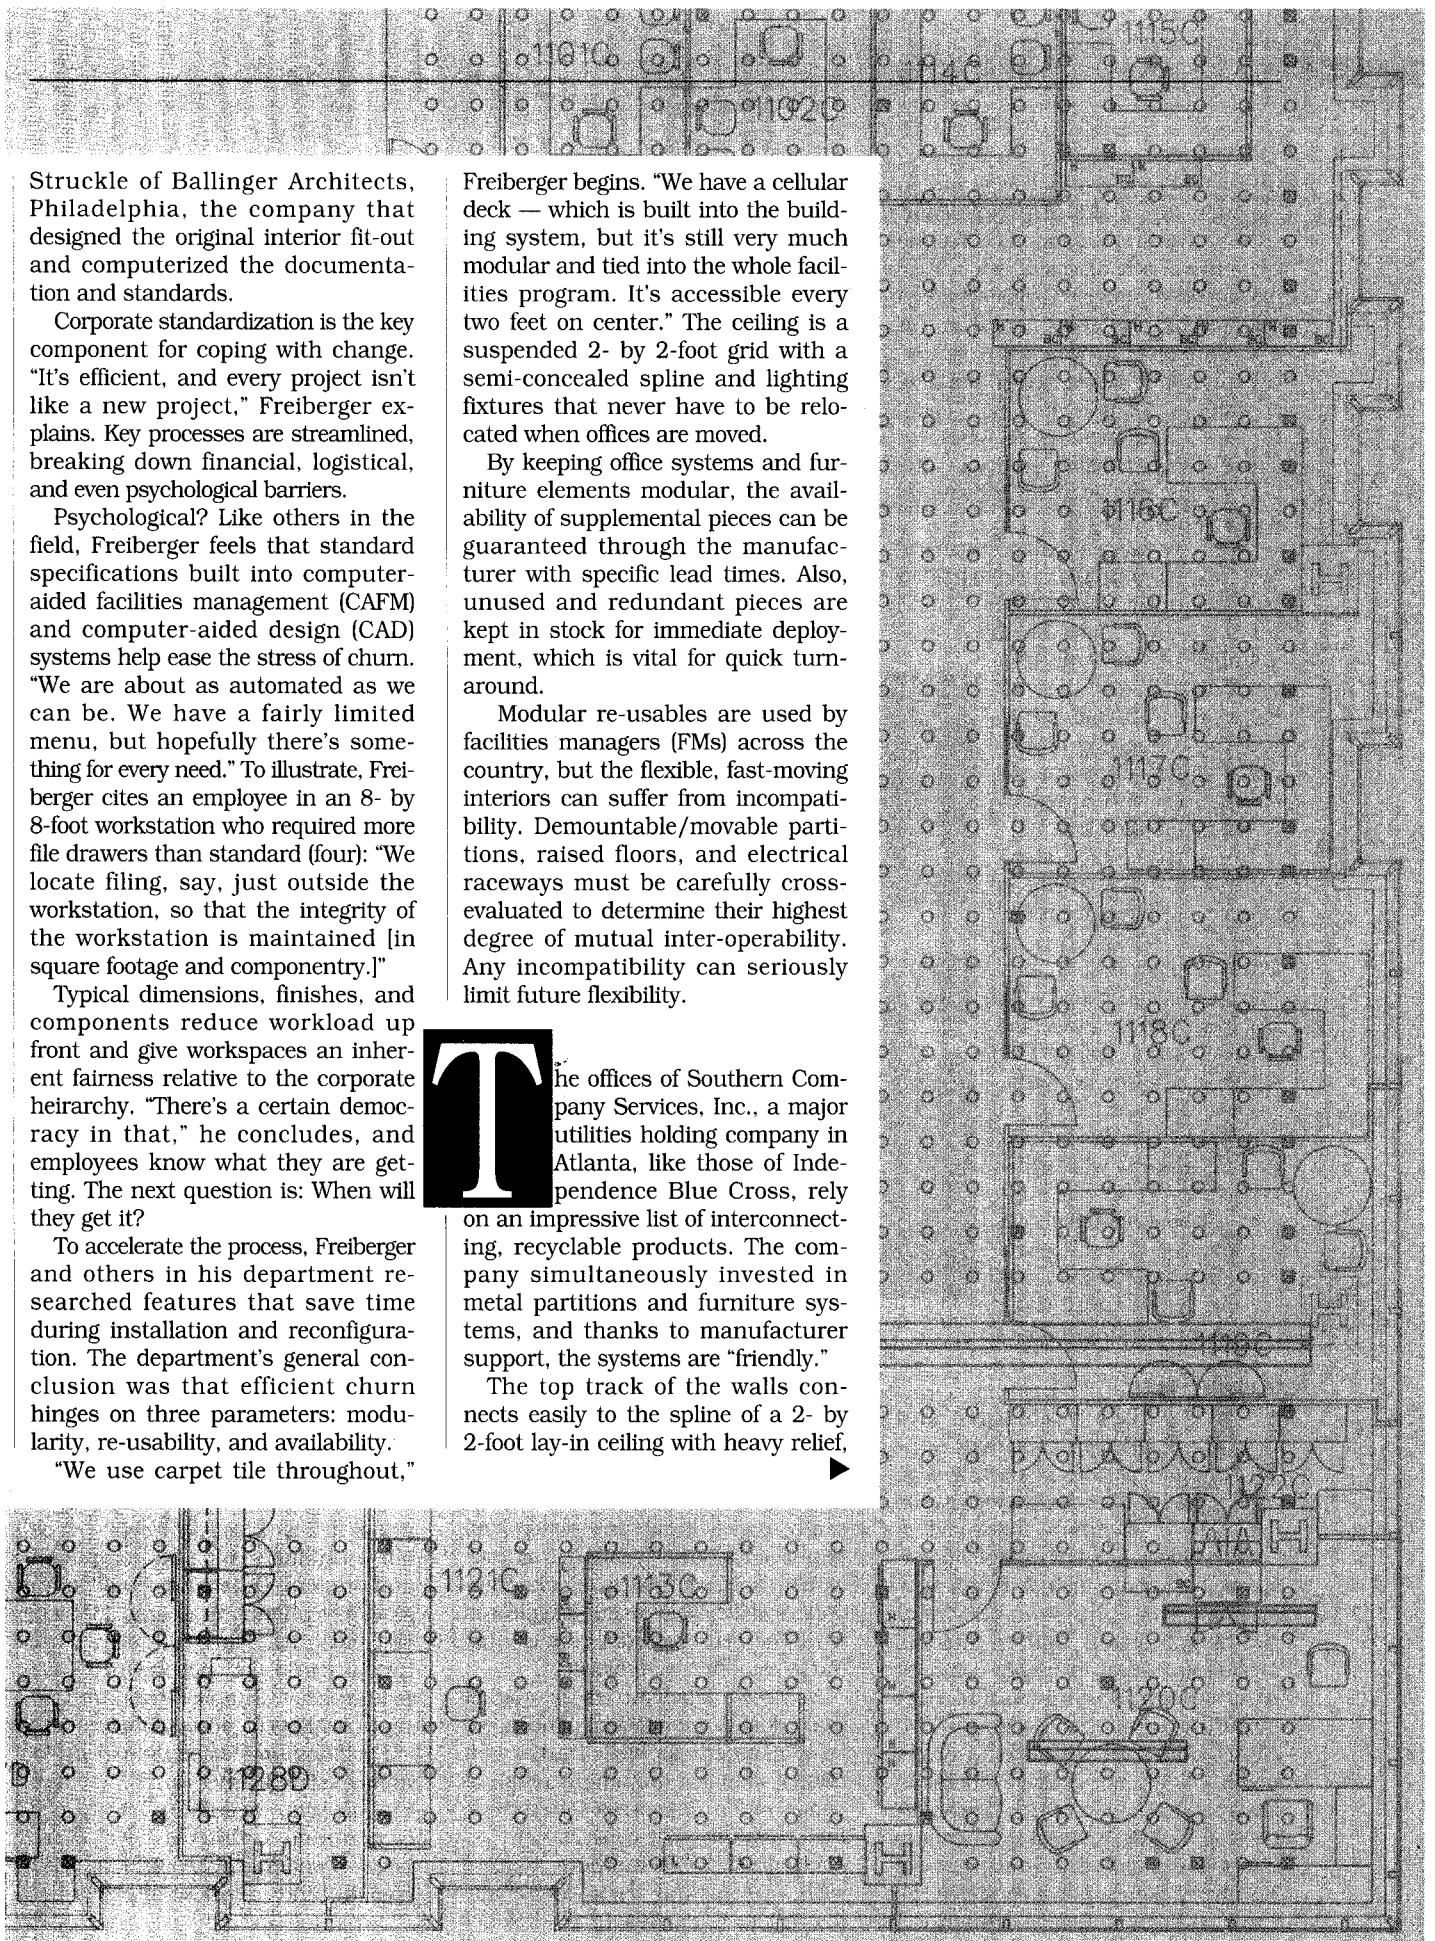 1101C
1115C
114C
1102C
Struckle of Ballinger Architects,
Philadelphia, the company that
designed the original interior fit-out
and computerized the documenta-
tion and standards.
Corporate standardization is the key
component for coping with change.
“It's efficient, and every project isn't
like a new project,” Freiberger ex-
plains. Key processes are streamlined,
breaking down financial, logistical,
and even psychological barriers.
Psychological? Like others in the
field, Freiberger feels that standard
specifications built into computer-
aided facilities management (CAFM)
and computer-aided design (CAD)
systems help ease the stress of churn.
“We are about as automated as we
can be. We have a fairly limited
menu, but hopefully there's some-
thing for every need.” To illustrate, Frei-
berger cites an employee in an 8- by
8-foot workstation who required more
file drawers than standard (four): “We
locate filing, say, just outside the
workstation, so that the integrity of
the workstation is maintained [in
square footage and componentry.]”
Typical dimensions, finishes, and
components reduce workload up
front and give workspaces an inher-
ent fairness relative to the corporate
heirarchy. “There's a certain democ-
racy in that,” he concludes, and
employees know what they are get-
ting. The next question is: When will
they get it?
To accelerate the process, Freiberger
and others in his department re-
searched features that save time
during installation and reconfigura-
tion. The department's general con-
clusion was that efficient churn
hinges on three parameters: modu-
larity, re-usability, and availability.
“We use carpet tile throughout,”
Freiberger begins. “We have a cellular
deck — which is built into the build-
ing system, but it's still very much
modular and tied into the whole facil-
ities program. It's accessible every
two feet on center.” The ceiling is a
suspended 2- by 2-foot grid with a
semi-concealed spline and lighting
fixtures that never have to be relo-
cated when offices are moved.
By keeping office systems and fur-
niture elements modular, the avail-
ability of supplemental pieces can be
guaranteed through the manufac-
turer with specific lead times. Also,
unused and redundant pieces are
kept in stock for immediate deploy-
ment, which is vital for quick turn-
around.
Modular re-usables are used by
facilities managers (FMs) across the
country, but the flexible, fast-moving
interiors can suffer from incompati-
bility. Demountable/movable parti-
tions, raised floors, and electrical
raceways must be carefully cross-
evaluated to determine their highest
degree of mutual inter-operability.
Any incompatibility can seriously
limit future flexibility.
The offices of Southern Com-
pany Services, Inc., a major
utilities holding company in
Atlanta, like those of Inde-
pendence Blue Cross, rely
on an impressive list of interconnect-
ing, recyclable products. The com-
pany simultaneously invested in
metal partitions and furniture sys-
tems, and thanks to manufacturer
support, the systems are “friendly.”
The top track of the walls con-
nects easily to the spline of a 2- by
2-foot lay-in ceiling with heavy relief,
1116C
1117C
1118C
1119C
1122C
1121C
1113C
1120C
1128D